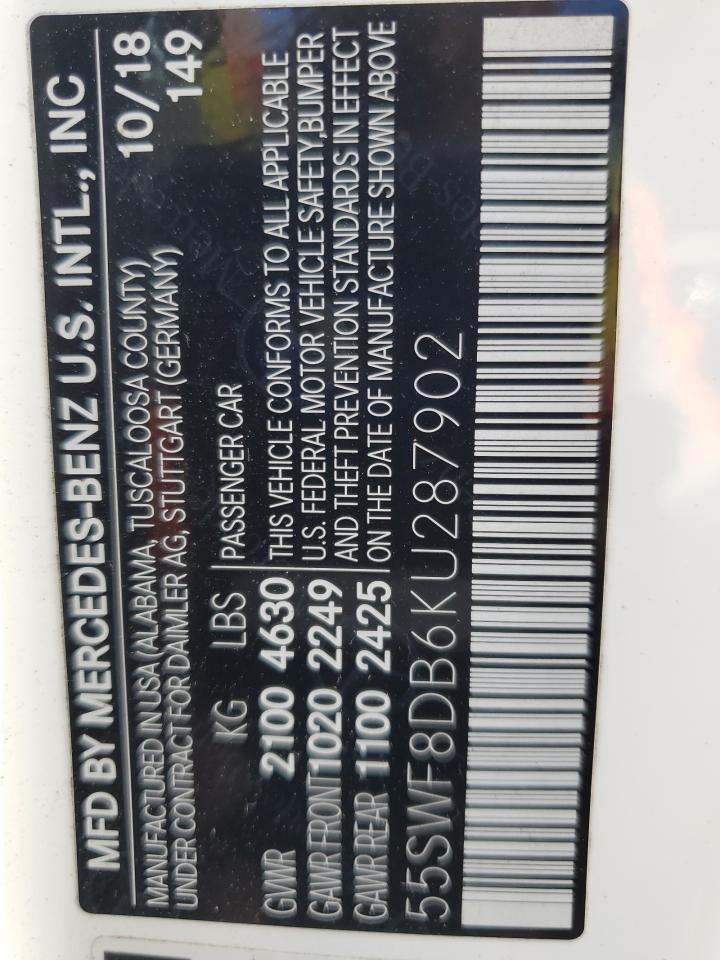 MFD BY MERCEDES-BENZ U.S. INTL., INC
MANUFACTURED IN USA (ALABAMA, TUSCALOOSA COUNTY) 10/18
UNDER CONTRACT FOR DAIMLER AG, STUTTGART (GERMANY) 149
KG LBS PASSENGER CAR
GVWR 2100 4630 THIS VEHICLE CONFORMS TO ALL APPLICABLE
GAWR FRONT 1020 2249 U.S. FEDERAL MOTOR VEHICLE SAFETY,BUMPER
GAWR REAR 1100 2425 AND THEFT PREVENTION STANDARDS IN EFFECT
ON THE DATE OF MANUFACTURE SHOWN ABOVE
55SWF8DB6KU287902